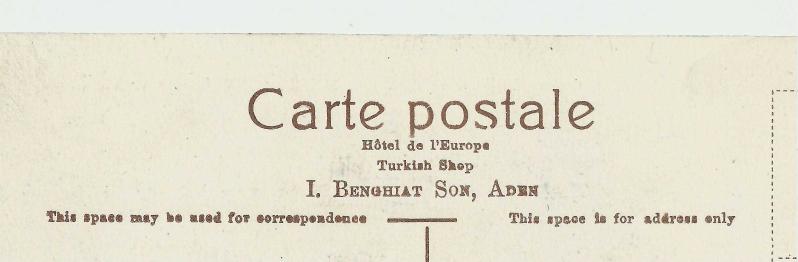 Carte postale
Hôtel de l'Europe
Turkish Shop
I. Benghiat Son, Aden
This space may be used for correspondence
This space is for address only